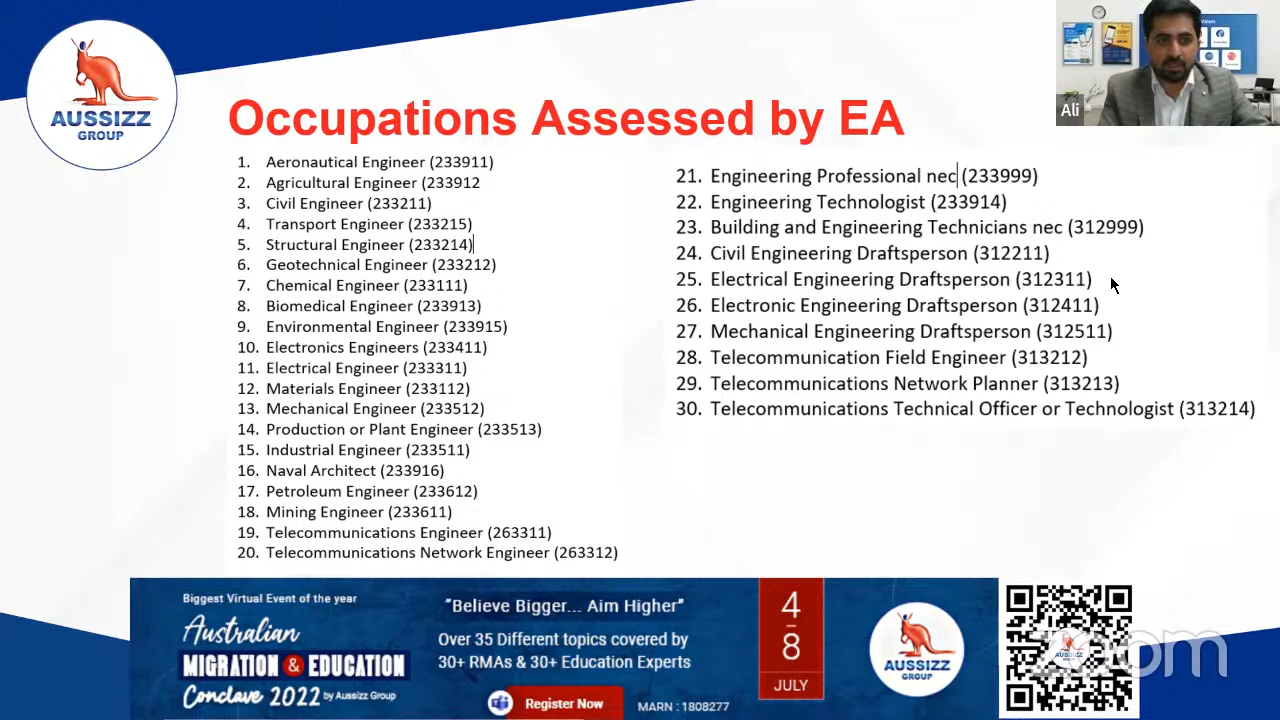 AUSSIZZ
GROUP
Occupations Assessed by EA
Ali
1. Aeronautical Engineer (233911)
2. Agricultural Engineer (233912
3. Civil Engineer (233211)
4. Transport Engineer (233215)
5. Structural Engineer (233214)
6. Geotechnical Engineer (233212)
7. Chemical Engineer (233111)
8. Biomedical Engineer (233913)
9. Environmental Engineer (233915)
10. Electronics Engineers (233411)
11. Electrical Engineer (233311)
12. Materials Engineer (233112)
13. Mechanical Engineer (233512)
14. Production or Plant Engineer (233513)
15. Industrial Engineer (233511)
16. Naval Architect (233916)
17. Petroleum Engineer (233612)
18. Mining Engineer (233611)
19. Telecommunications Engineer (263311)
20. Telecommunications Network Engineer (263312)
21. Engineering Professional nec (233999)
22. Engineering Technologist (233914)
23. Building and Engineering Technicians nec (312999)
24. Civil Engineering Draftsperson (312211)
25. Electrical Engineering Draftsperson (312311)
26. Electronic Engineering Draftsperson (312411)
27. Mechanical Engineering Draftsperson (312511)
28. Telecommunication Field Engineer (313212)
29. Telecommunications Network Planner (313213)
30. Telecommunications Technical Officer or Technologist (313214)
Biggest Virtual Event of the year
Australian
MIGRATION & EDUCATION
Conclave 2022 by Aussizz Group
"Believe Bigger... Aim Higher"
Over 35 Different topics covered by
30+ RMAs & 30+ Education Experts
Register Now
MARN : 1808277
4
–
8
JULY
AUSSIZZ
GROUP
zoom